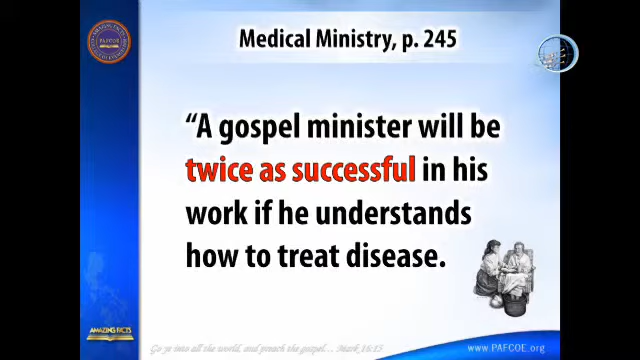 Medical Ministry, p. 245
“A gospel minister will be
twice as successful in his
work if he understands
how to treat disease.
AMAZING FACTS
Go ye into all the world, and preach the gospel... Mark 16:15
www.PAFCOE.org